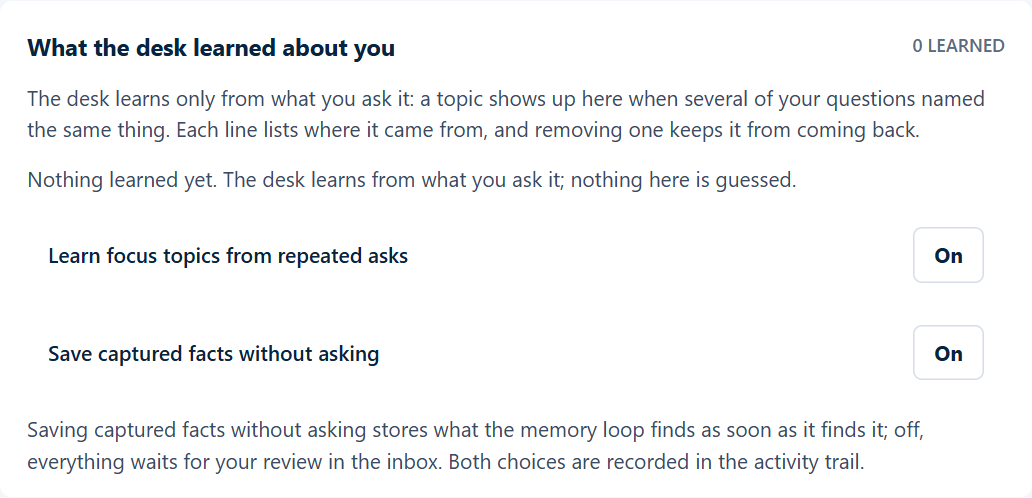 What the desk learned about you
0 LEARNED
The desk learns only from what you ask it: a topic shows up here when several of your questions named
the same thing. Each line lists where it came from, and removing one keeps it from coming back.
Nothing learned yet. The desk learns from what you ask it; nothing here is guessed.
Learn focus topics from repeated asks
On
Save captured facts without asking
On
Saving captured facts without asking stores what the memory loop finds as soon as it finds it; off,
everything waits for your review in the inbox. Both choices are recorded in the activity trail.